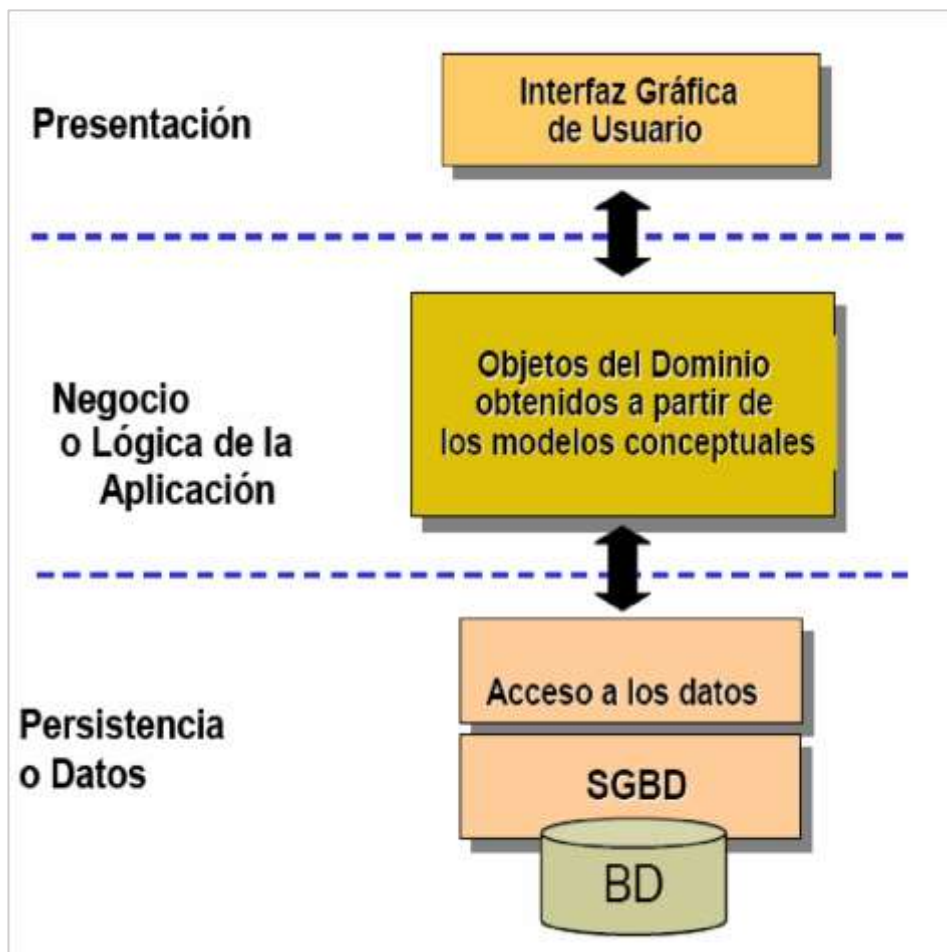 Presentación
Interfaz Gráfica
de Usuario
Negocio
o Lógica de la
Aplicación
Objetos del Dominio
obtenidos a partir de
los modelos conceptuales
Persistencia
o Datos
Acceso a los datos
SGBD
BD